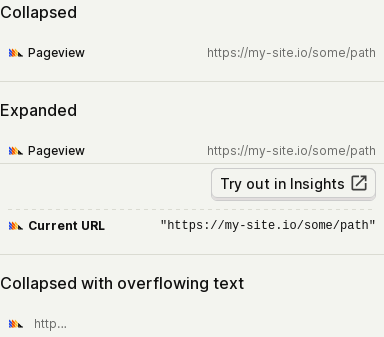 Collapsed
Pageview https://my-site.io/some/path
Expanded
Pageview https://my-site.io/some/path
Try out in Insights
Current URL "https://my-site.io/some/path"
Collapsed with overflowing text
http...